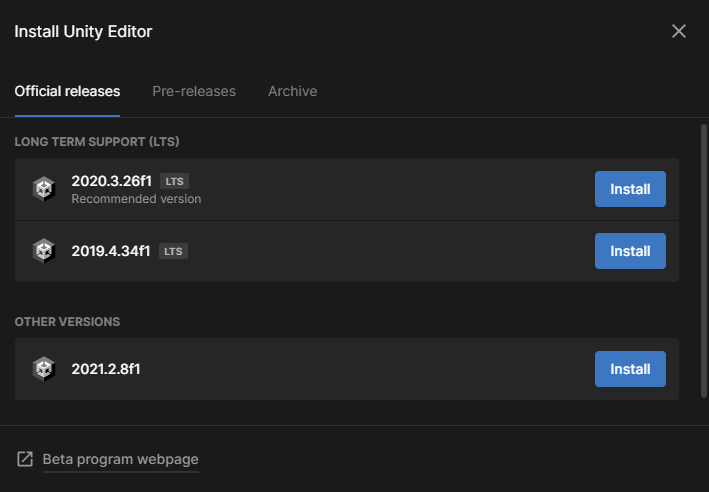 Install Unity Editor
Official releases Pre-releases Archive
LONG TERM SUPPORT (LTS)
2020.3.26f1 LTS
Recommended version
Install
2019.4.34f1 LTS
Install
OTHER VERSIONS
2021.2.8f1
Install
Beta program webpage